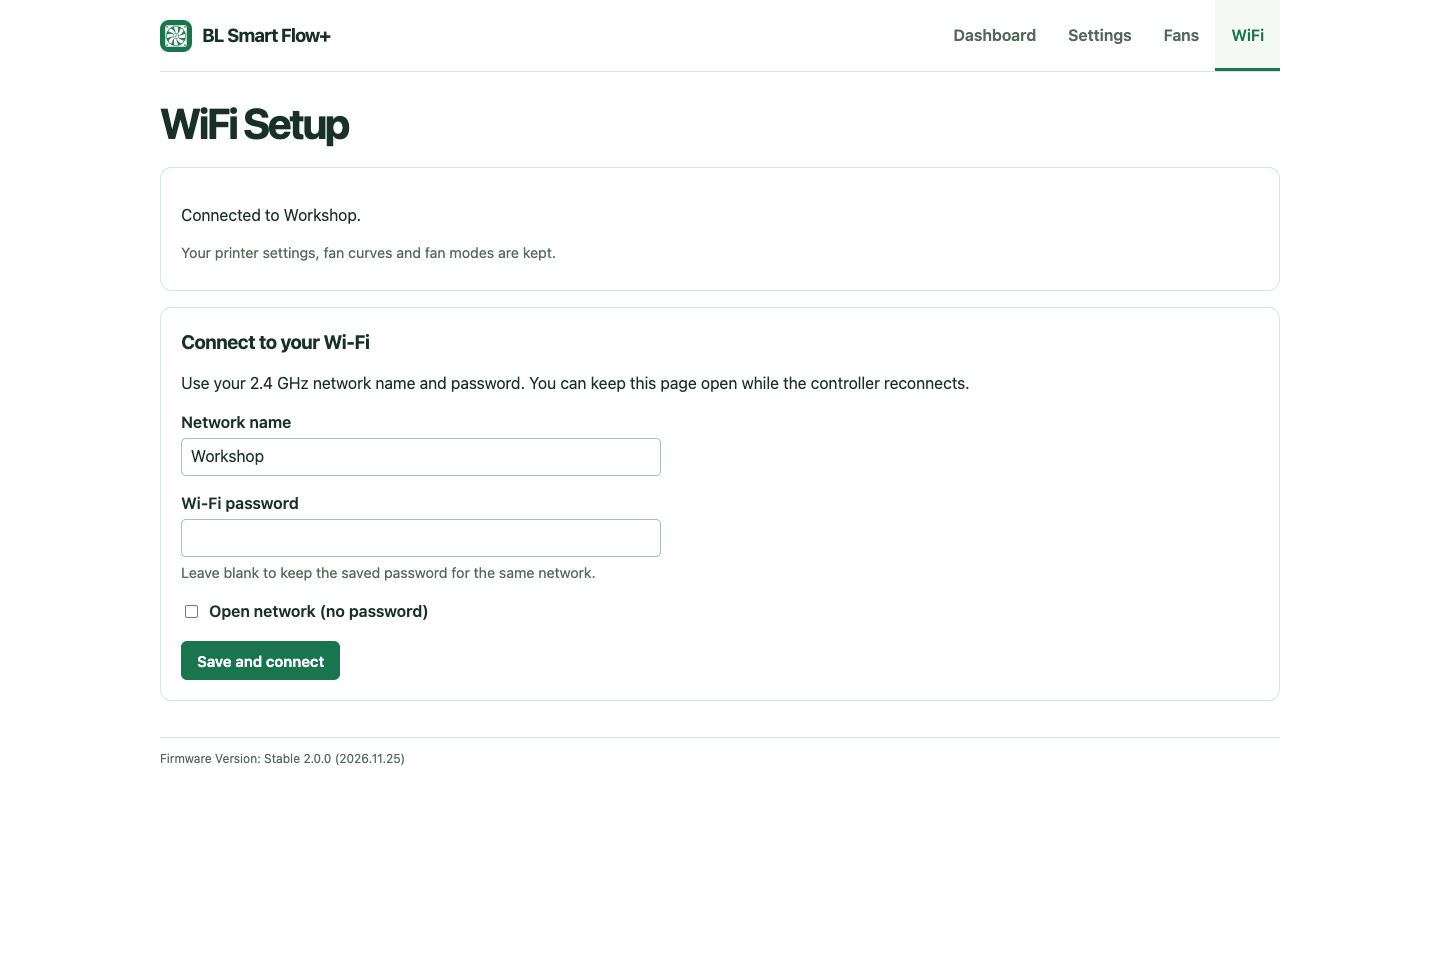 BL Smart Flow+
Dashboard
Settings
Fans
WiFi
WiFi Setup
Connected to Workshop.
Your printer settings, fan curves and fan modes are kept.
Connect to your Wi-Fi
Use your 2.4 GHz network name and password. You can keep this page open while the controller reconnects.
Network name
Workshop
Wi-Fi password
Leave blank to keep the saved password for the same network.
Open network (no password)
Save and connect
Firmware Version: Stable 2.0.0 (2026.11.25)